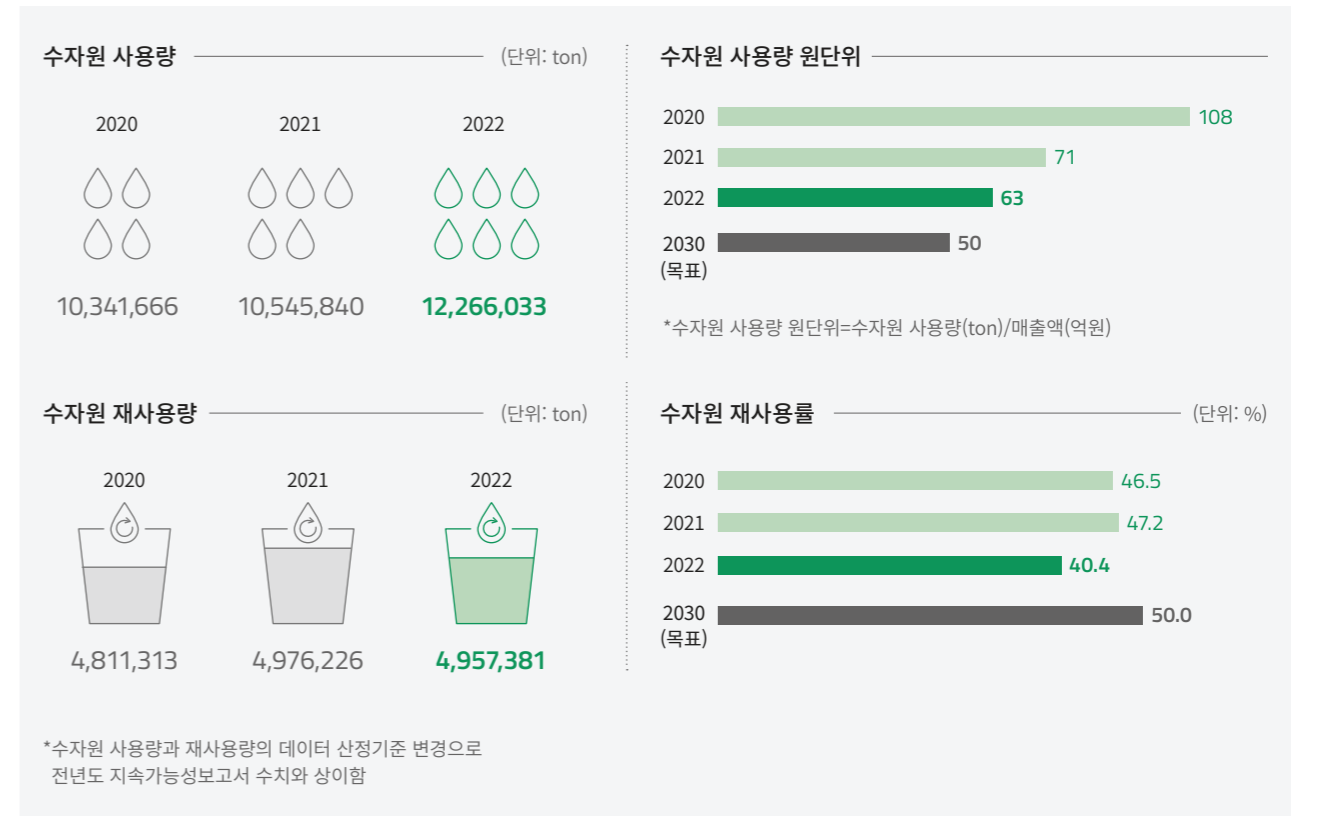 수자원 사용량 (단위: ton)
2020 2021 2022
10,341,666 10,545,840 12,266,033
수자원 사용량 원단위
2020 108
2021 71
2022 63
2030 50
(목표)
*수자원 사용량 원단위=수자원 사용량(ton)/매출액(억원)
수자원 재사용량 (단위: ton)
2020 2021 2022
4,811,313 4,976,226 4,957,381
수자원 재사용률 (단위: %)
2020 46.5
2021 47.2
2022 40.4
2030 50.0
(목표)
*수자원 사용량과 재사용량의 데이터 산정기준 변경으로
전년도 지속가능성보고서 수치와 상이함